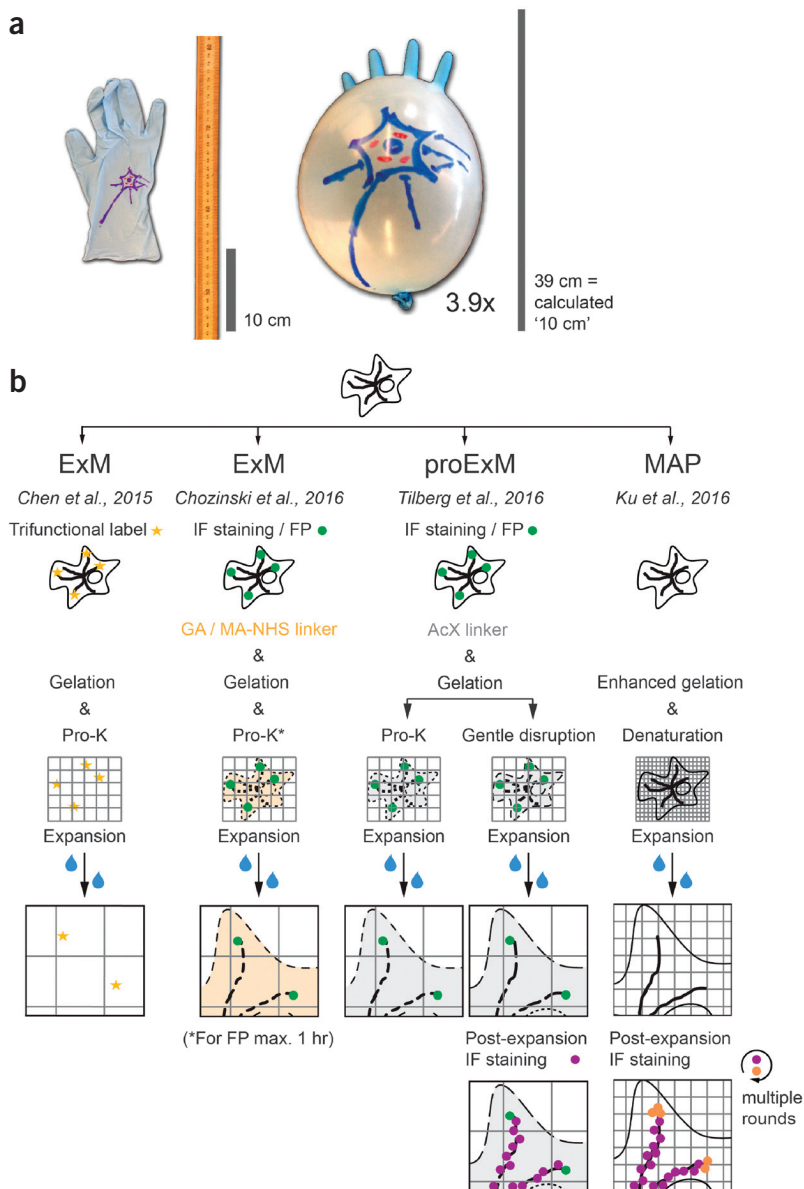 a
10 cm
3.9x
39 cm =
calculated
‘10 cm’
b
ExM
Chen et al., 2015
Trifunctional label
Gelation
&
Pro-K
Expansion
ExM
Chozinski et al., 2016
IF staining / FP
GA / MA-NHS linker
&
Gelation
&
Pro-K*
Expansion
(*For FP max. 1 hr)
proExM
Tilberg et al., 2016
IF staining / FP
AcX linker
&
Gelation
Pro-K
Expansion
Gentle disruption
Expansion
Post-expansion
IF staining
MAP
Ku et al., 2016
Enhanced gelation
&
Denaturation
Expansion
Post-expansion
IF staining
multiple
rounds